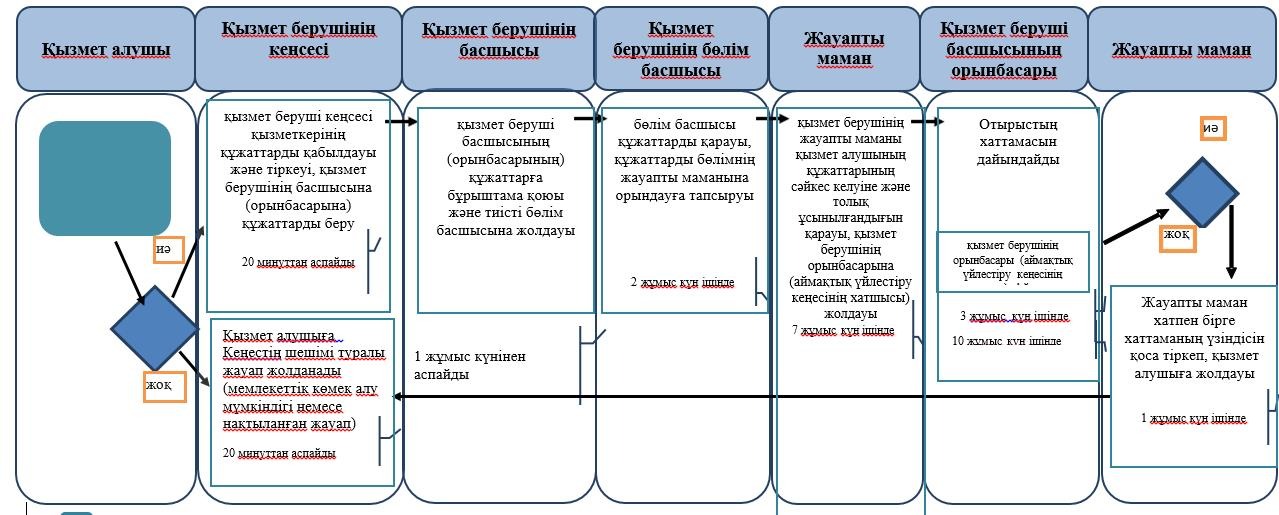 Қызмет алушы
Қызмет берушінің
кеңсесі
Қызмет берушінің
басшысы
Қызмет
берушінің бөлім
басшысы
Жауапты
маман
Қызмет беруші
басшысының
орынбасары
Жауапты маман
иә
жоқ
қызмет беруші кеңсесі
қызметкерінің
құжаттарды қабылдауы
және тіркеуі, қызмет
берушінің басшысына
(орынбасарына)
құжаттарды беру
20 минуттан аспайды
Қызмет алушыға
Кеңестің шешімі туралы
жауап жолданады
(мемлекеттік көмек алу
мүмкіндігі немесе
нақтыланған жауап)
20 минуттан аспайды
қызмет беруші
басшысының
(орынбасарының)
құжаттарға
бұрыштама қоюы
және тиісті бөлім
басшысына жолдауы
1 жұмыс күнінен
аспайды
бөлім басшысы
құжаттарды қарауы,
құжаттарды бөлімнің
жауапты маманына
орындауға тапсыруы
2 жұмыс күн ішінде
қызмет берушінің
жауапты маманы
қызмет алушының
құжаттарының
сәйкес келуіне және
толық
ұсынылғандығын
қарауы, қызмет
берушінің
орынбасарына
(аймақтық үйлестіру
кеңесінің хатшысы)
жолдауы
7 жұмыс күн ішінде
Отырыстың
хаттамасын
дайындайды
қызмет берушінің
орынбасары (аймақтық
үйлестіру кеңесінің
3 жұмыс күн ішінде
10 жұмыс күн ішінде
иә
жоқ
Жауапты маман
хатпен бірге
хаттаманың үзіндісін
қоса тіркеп, қызмет
алушыға жолдауы
1 жұмыс күн ішінде